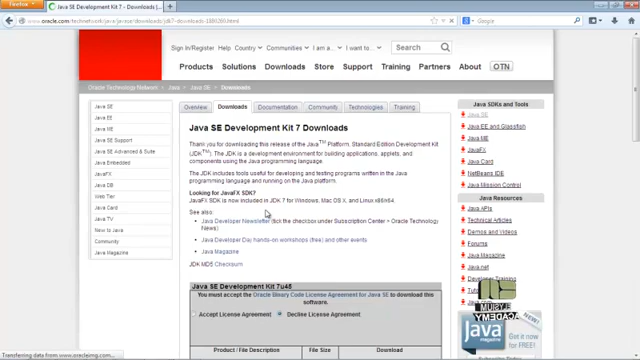 Firefox
Java SE Development Kit 7 - Downloads |...
www.oracle.com/technetwork/java/javase/downloads/jdk7-downloads-1880260.html
Google
Sign In/Register Help Country Communities I am a... I want to...
Search
Products Solutions Downloads Store Support Training Partners About OTN
Oracle Technology Network > Java > Java SE > Downloads
Java SE
Java EE
Java ME
Java SE Support
Java SE Advanced & Suite
Java Embedded
JavaFX
Java DB
Web Tier
Java Card
Java TV
New to Java
Community
Java Magazine
Overview Downloads Documentation Community Technologies Training
Java SE Development Kit 7 Downloads
Thank you for downloading this release of the Java™ Platform, Standard Edition Development Kit
(JDK™). The JDK is a development environment for building applications, applets, and
components using the Java programming language.
The JDK includes tools useful for developing and testing programs written in the Java
programming language and running on the Java platform.
Looking for JavaFX SDK?
JavaFX SDK is now included in JDK 7 for Windows, Mac OS X, and Linux x86/x64.
See also:
Java Developer Newsletter (tick the checkbox under Subscription Center > Oracle Technology
News)
Java Developer Day hands-on workshops (free) and other events
Java Magazine
JDK MD5 Checksum
Java SE Development Kit 7u45
You must accept the Oracle Binary Code License Agreement for Java SE to download this
software.
Accept License Agreement Decline License Agreement
Product / File Description File Size Download
Java SDKs and Tools
Java SE
Java EE and Glassfish
Java ME
JavaFX
Java Card
NetBeans IDE
Java Resources
Java APIs
Technical Articles
Demos and Videos
Forums
Java Magazine
Java.net
Developer Training
Java.com
ELYSIUM
ACADEMY
NEW!
Java
magazine
Get it now
for FREE!
Transferring data from www.oracleimg.com...